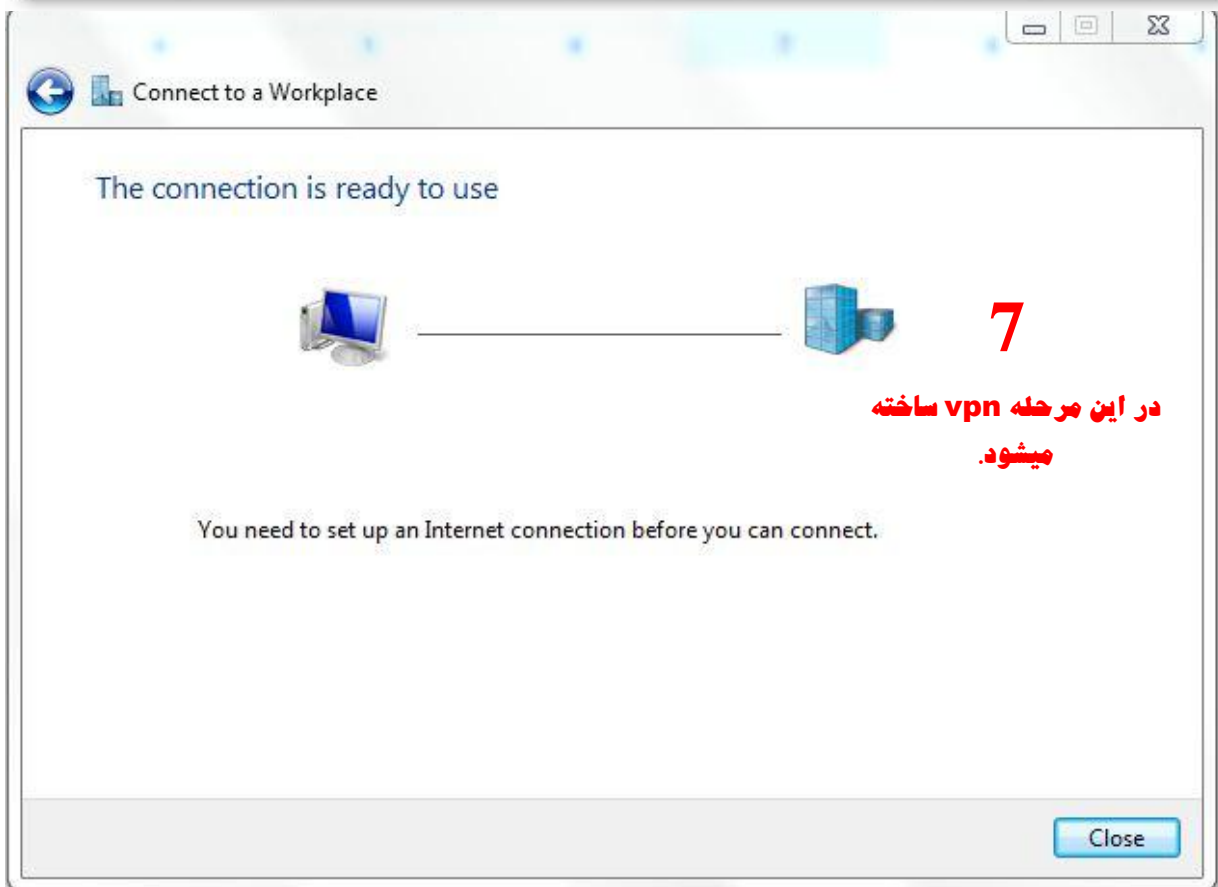 Connect to a Workplace
The connection is ready to use
7
در این مرحله vpn ساخته
میشود.
You need to set up an Internet connection before you can connect.
Close